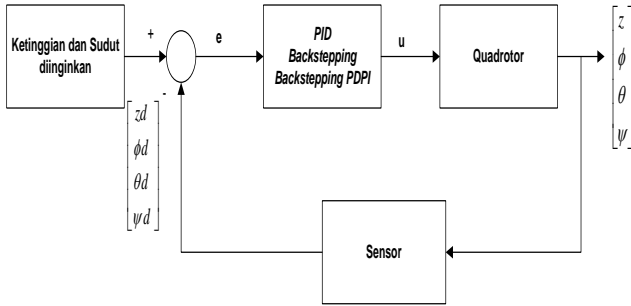 Ketinggian dan Sudut
diinginkan
+
e
-
PID
Backstepping
Backstepping PDPI
u
Quadrotor
z
ϕ
θ
ψ
zd
ϕd
θd
ψd
Sensor